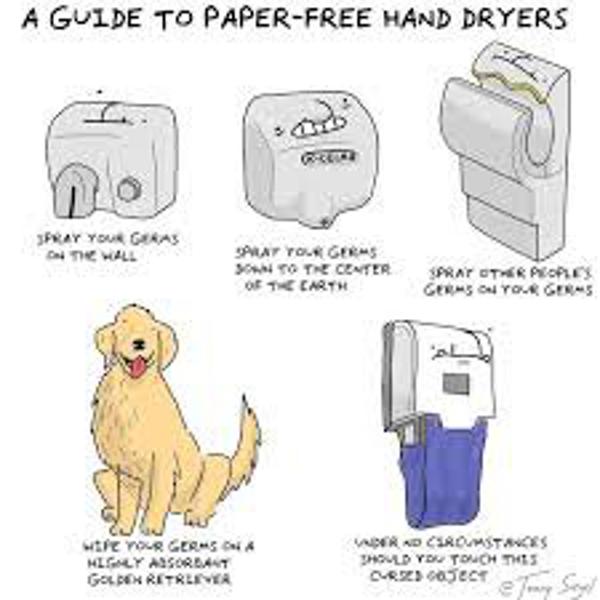 A GUIDE TO PAPER-FREE HAND DRYERS
SPRAY YOUR GERMS
ON THE WALL
SPRAY YOUR GERMS
DOWN TO THE CENTER
OF THE EARTH
SPRAY OTHER PEOPLE'S
GERMS ON YOUR GERMS
WIPE YOUR GERMS ON A
HIGHLY ABSORBANT
GOLDEN RETRIEVER
UNDER NO CIRCUMSTANCES
SHOULD YOU TOUCH THIS
CURSED OBJECT